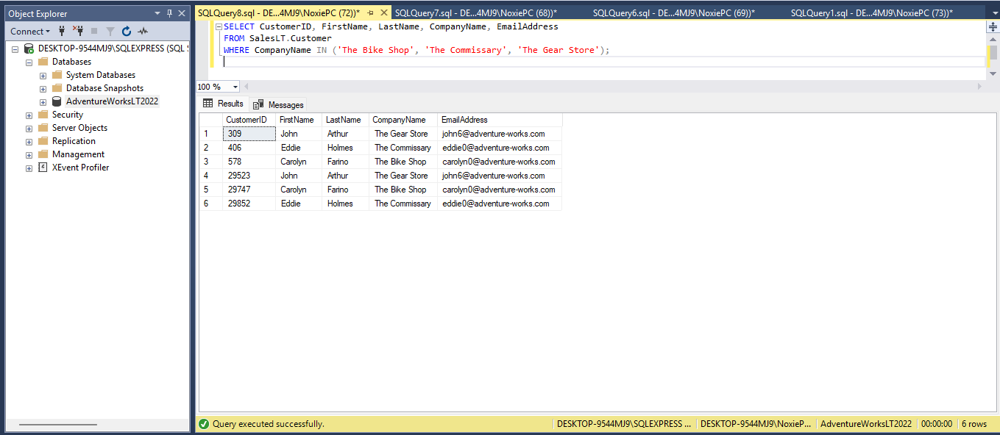 Object Explorer
Connect
DESKTOP-9544MJ9\SQLEXPRESS (SQL S
Databases
System Databases
Database Snapshots
AdventureWorksLT2022
Security
Server Objects
Replication
Management
XEvent Profiler
SQLQuery8.sql - DE...4MJ9\NoxiePC (72))* SQLQuery7.sql - DE...4MJ9\NoxiePC (68))* SQLQuery6.sql - DE...4MJ9\NoxiePC (69))* SQLQuery1.sql - DE...4MJ9\NoxiePC (73))*
SELECT CustomerID, FirstName, LastName, CompanyName, EmailAddress
FROM SalesLT.Customer
WHERE CompanyName IN ('The Bike Shop', 'The Commissary', 'The Gear Store');
100 %
Results Messages
CustomerID FirstName LastName CompanyName EmailAddress
1 309 John Arthur The Gear Store john6@adventure-works.com
2 406 Eddie Holmes The Commissary eddie0@adventure-works.com
3 578 Carolyn Farino The Bike Shop carolyn0@adventure-works.com
4 29523 John Arthur The Gear Store john6@adventure-works.com
5 29747 Carolyn Farino The Bike Shop carolyn0@adventure-works.com
6 29852 Eddie Holmes The Commissary eddie0@adventure-works.com
Query executed successfully. DESKTOP-9544MJ9\SQLEXPRESS ... DESKTOP-9544MJ9\NoxieP... AdventureWorksLT2022 00:00:00 6 rows